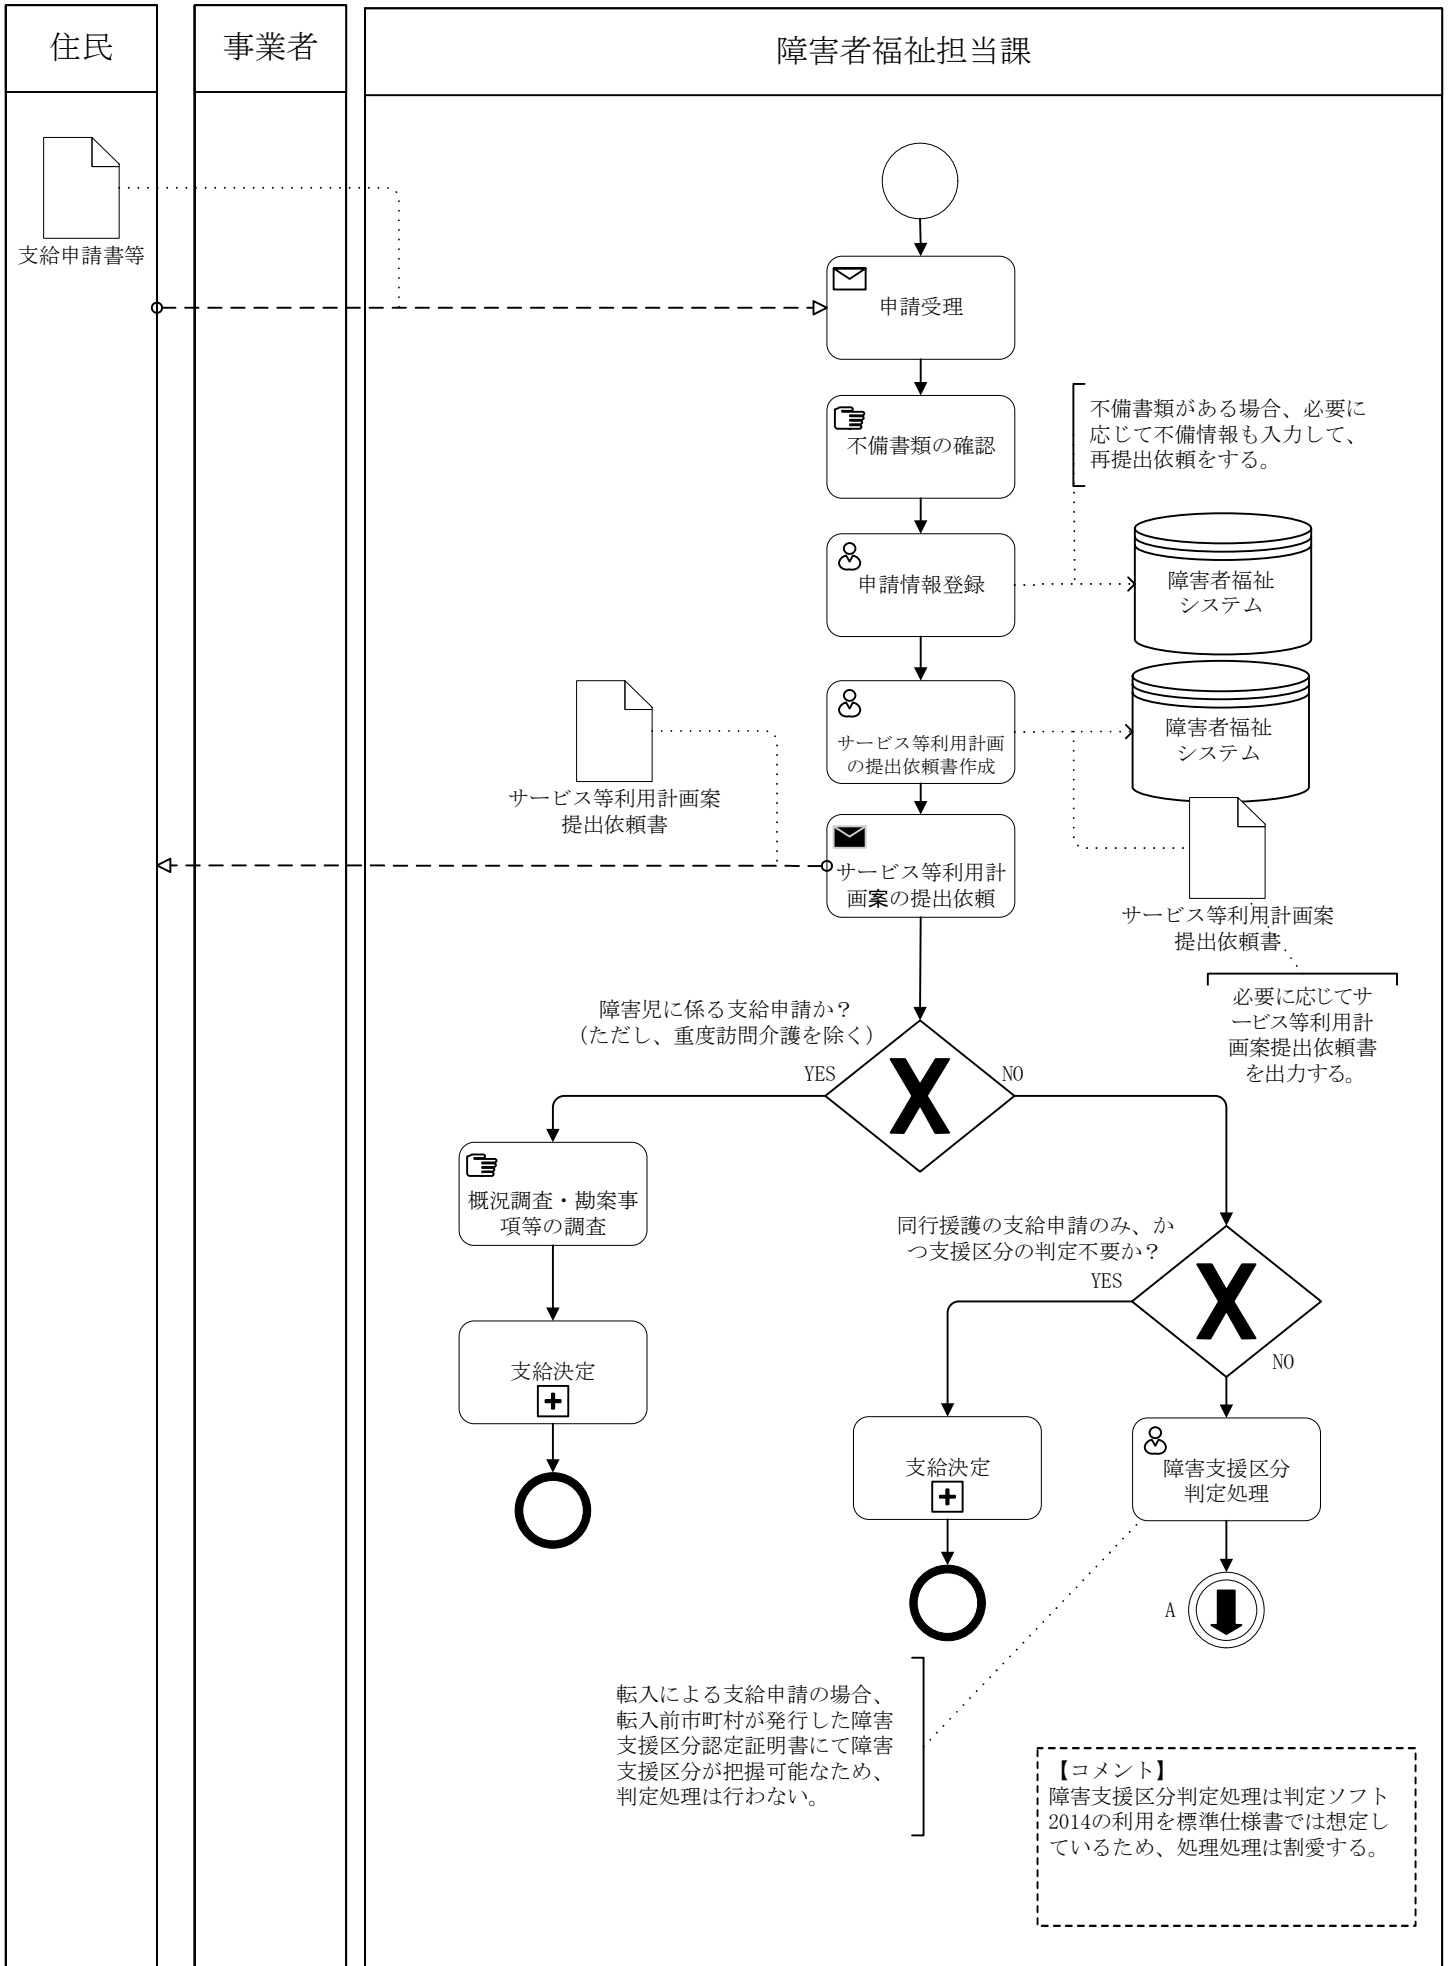 住民
事業者
障害者福祉担当課
支給申請書等
申請受理
不備書類の確認
不備書類がある場合、必要に
応じて不備情報も入力して、
再提出依頼をする。
申請情報登録
障害者福祉
システム
サービス等利用計画
の提出依頼書作成
障害者福祉
システム
サービス等利用計画案
提出依頼書
サービス等利用計
画案の提出依頼
サービス等利用計画案
提出依頼書
必要に応じてサ
ービス等利用計
画案提出依頼書
を出力する。
障害児に係る支給申請か？
（ただし、重度訪問介護を除く）
YES
NO
概況調査・勘案事
項等の調査
同行援護の支給申請のみ、か
つ支援区分の判定不要か？
YES
NO
支給決定
支給決定
障害支援区分
判定処理
A
転入による支給申請の場合、
転入前市町村が発行した障害
支援区分認定証明書にて障害
支援区分が把握可能なため、
判定処理は行わない。
【コメント】
障害支援区分判定処理は判定ソフト
2014の利用を標準仕様書では想定し
ているため、処理処理は割愛する。